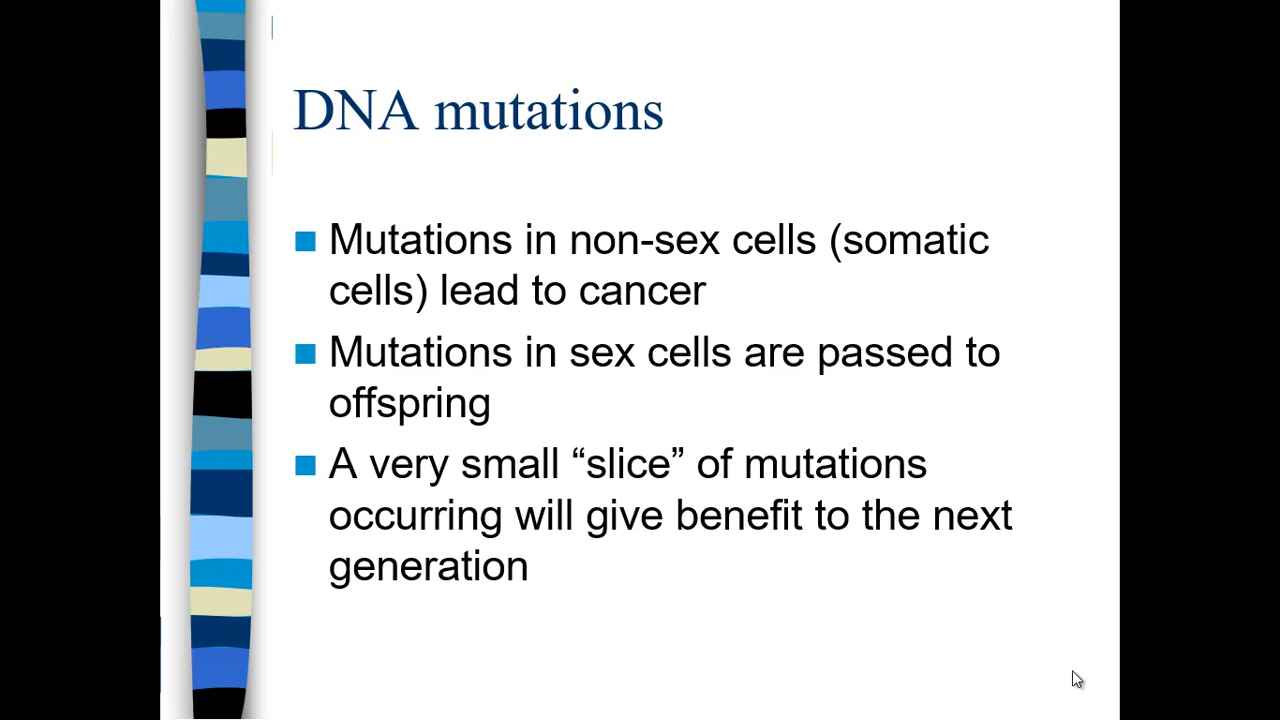 DNA mutations
Mutations in non-sex cells (somatic
cells) lead to cancer
Mutations in sex cells are passed to
offspring
A very small “slice” of mutations
occurring will give benefit to the next
generation